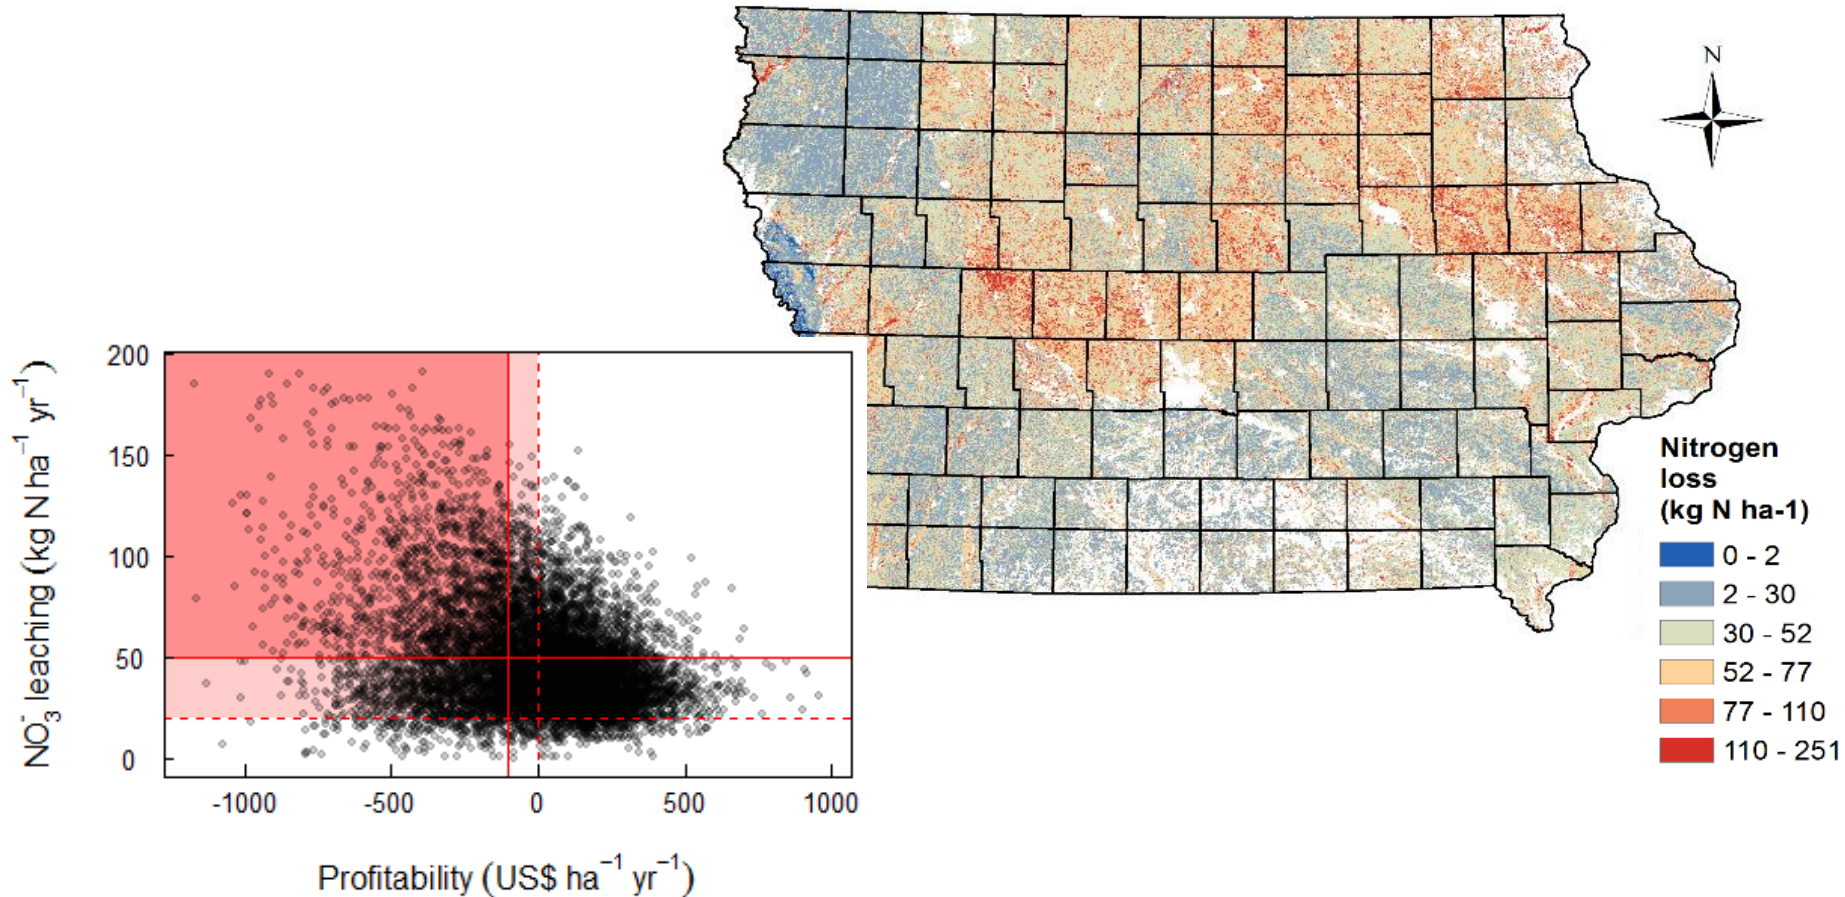 N
200
150
100
50
0
NO₃⁻ leaching (kg N ha⁻¹ yr⁻¹)
-1000
-500
0
500
1000
Profitability (US$ ha⁻¹ yr⁻¹)
Nitrogen
loss
(kg N ha-1)
0 - 2
2 - 30
30 - 52
52 - 77
77 - 110
110 - 251